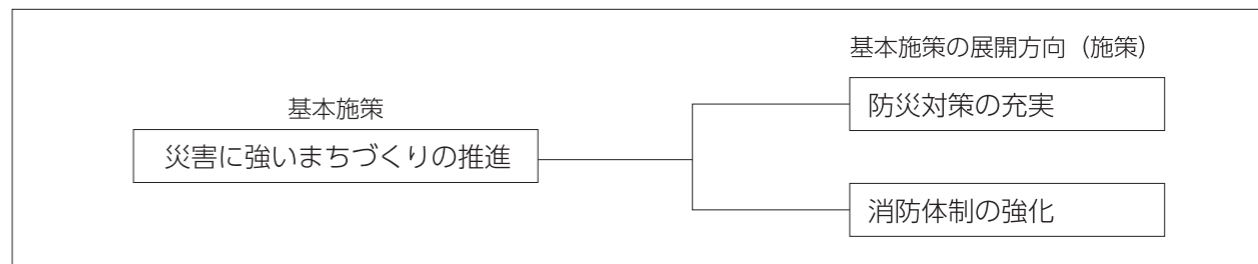 基本施策の展開方向（施策）
基本施策
防災対策の充実
災害に強いまちづくりの推進
消防体制の強化